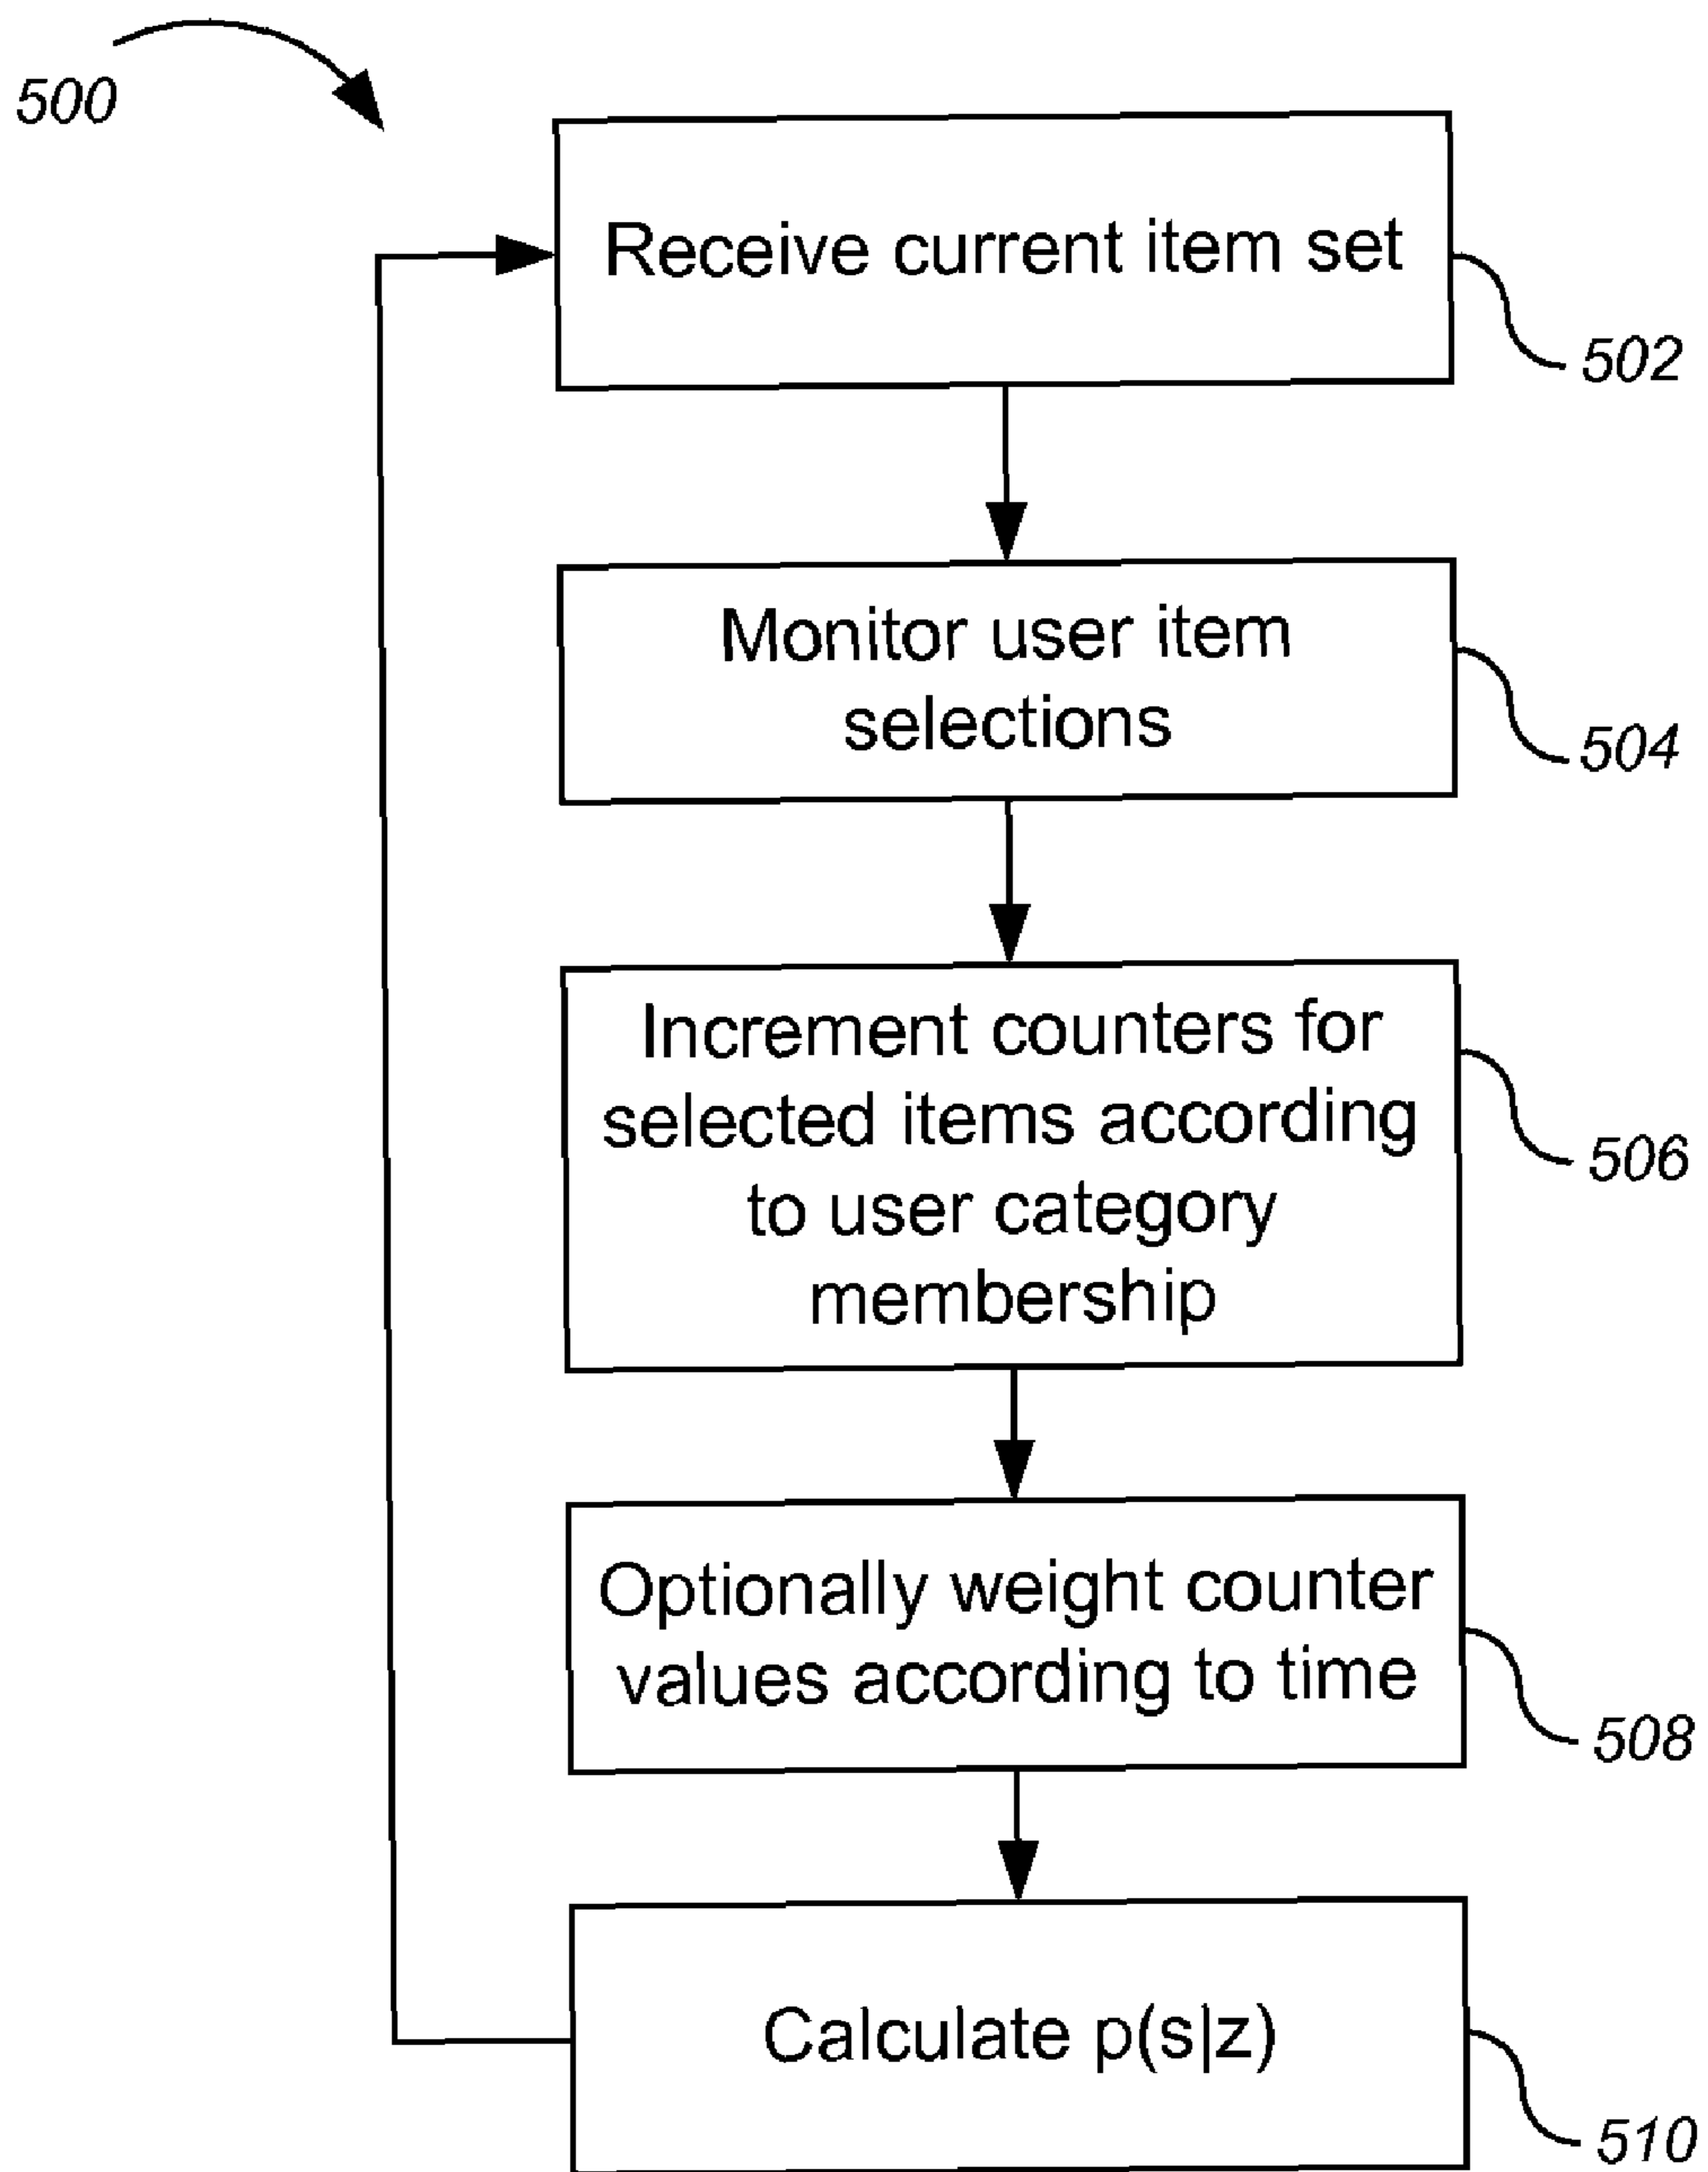 500
Receive current item set
502
Monitor user item
selections
504
Increment counters for
selected items according
to user category
membership
506
Optionally weight counter
values according to time
508
Calculate p(s|z)
510